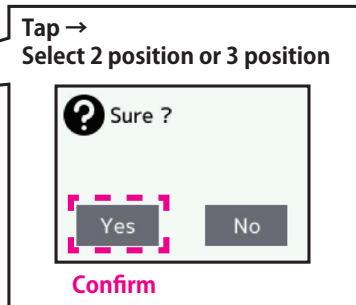 Tap →
Select 2 position or 3 position
? Sure ?
Yes No
Confirm